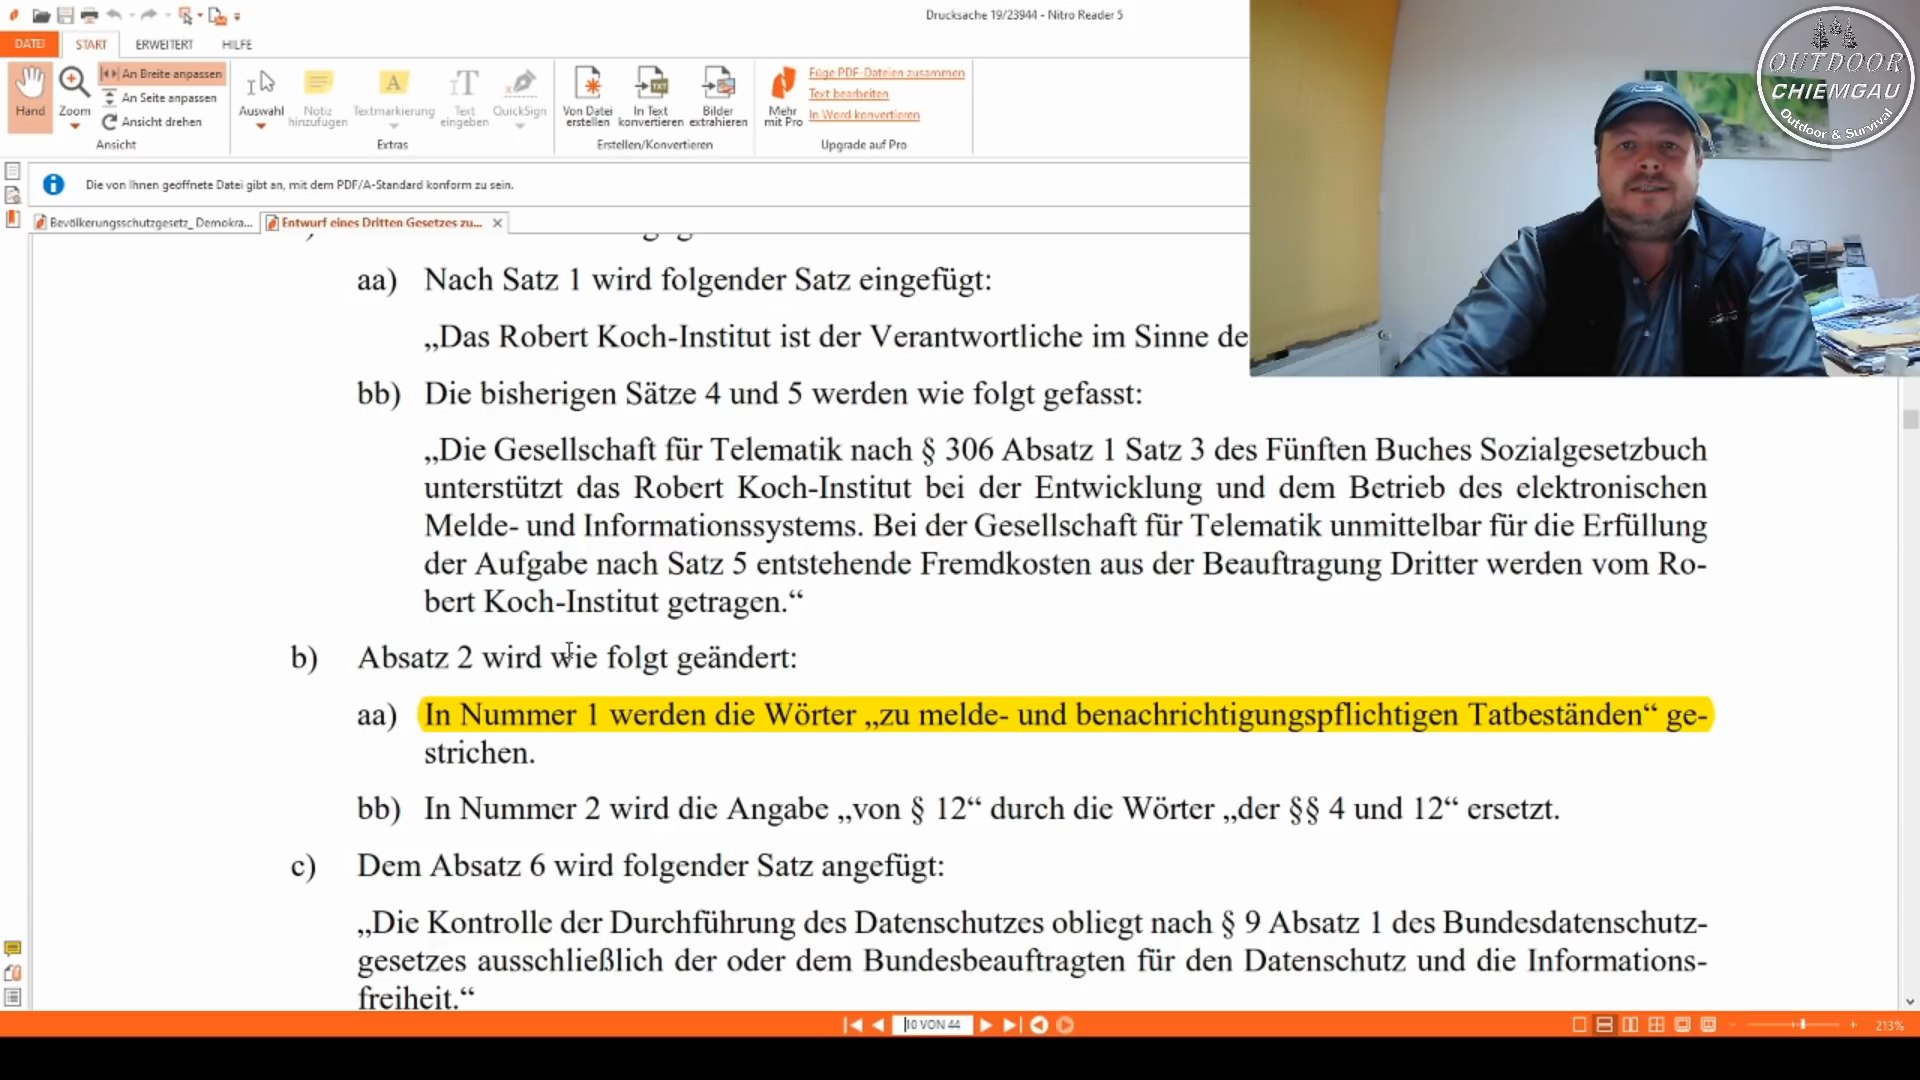 Drucksache 19/23944 - Nitro Reader 5
DATEI START ERWEITERT HILFE
Hand
Zoom
An Breite anpassen
An Seite anpassen
Ansicht drehen
Ansicht
Auswahl
Notiz hinzufügen
Textmarkierung
Text eingeben
QuickSign
Extras
Von Datei erstellen
In Text konvertieren
Bilder extrahieren
Erstellen/Konvertieren
Mehr mit Pro
Füge PDF-Dateien zusammen
Text bearbeiten
In Word konvertieren
Upgrade auf Pro
OUTDOOR
CHIEMGAU
Outdoor & Survival
Die von Ihnen geöffnete Datei gibt an, mit dem PDF/A-Standard konform zu sein.
Bevölkerungsschutzgesetz_ Demokra... Entwurf eines Dritten Gesetzes zu...
aa) Nach Satz 1 wird folgender Satz eingefügt:
„Das Robert Koch-Institut ist der Verantwortliche im Sinne de
bb) Die bisherigen Sätze 4 und 5 werden wie folgt gefasst:
„Die Gesellschaft für Telematik nach § 306 Absatz 1 Satz 3 des Fünften Buches Sozialgesetzbuch
unterstützt das Robert Koch-Institut bei der Entwicklung und dem Betrieb des elektronischen
Melde- und Informationssystems. Bei der Gesellschaft für Telematik unmittelbar für die Erfüllung
der Aufgabe nach Satz 5 entstehende Fremdkosten aus der Beauftragung Dritter werden vom Ro-
bert Koch-Institut getragen.“
b) Absatz 2 wird wie folgt geändert:
aa) In Nummer 1 werden die Wörter „zu melde- und benachrichtigungspflichtigen Tatbeständen“ ge-
strichen.
bb) In Nummer 2 wird die Angabe „von § 12“ durch die Wörter „der §§ 4 und 12“ ersetzt.
c) Dem Absatz 6 wird folgender Satz angefügt:
„Die Kontrolle der Durchführung des Datenschutzes obliegt nach § 9 Absatz 1 des Bundesdatenschutz-
gesetzes ausschließlich der oder dem Bundesbeauftragten für den Datenschutz und die Informations-
freiheit.“
10 VON 44
213%